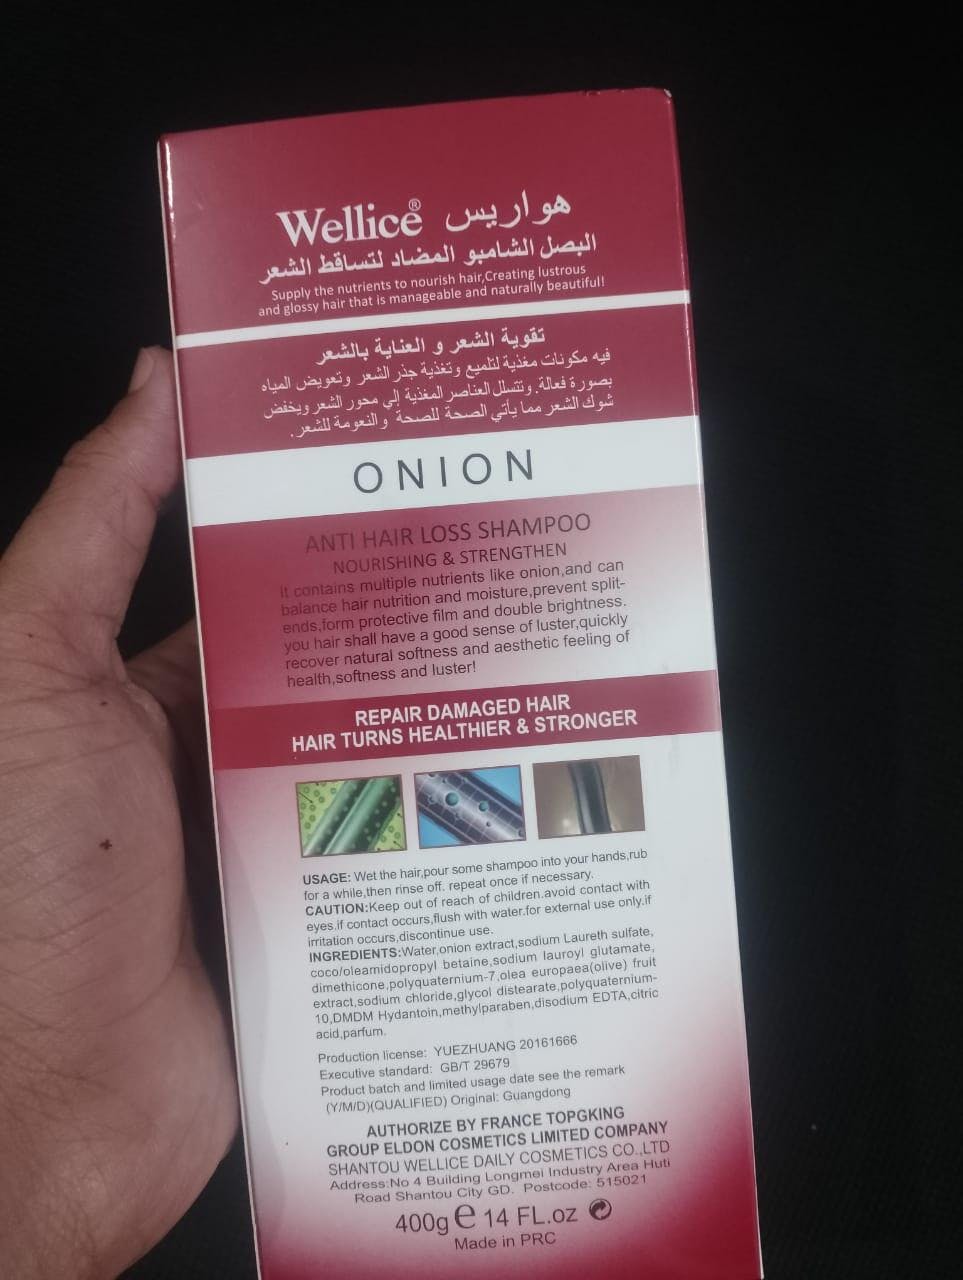 Wellice® هواريس
البصل الشامبو المضاد لتساقط الشعر
Supply the nutrients to nourish hair,Creating lustrous
and glossy hair that is manageable and naturally beautiful!
تقوية الشعر و العناية بالشعر
فيه مكونات مغذية لتلميع وتغذية جذر الشعر وتعويض المياه
بصورة فعالة.وتتسلل العناصر المغذية إلي محور الشعر ويخفض
شوك الشعر مما يأتي الصحة للصحة والنعومة للشعر.
ONION
ANTI HAIR LOSS SHAMPOO
NOURISHING & STRENGTHEN
It contains multiple nutrients like onion,and can
balance hair nutrition and moisture,prevent split-
ends,form protective film and double brightness.
you hair shall have a good sense of luster,quickly
recover natural softness and aesthetic feeling of
health,softness and luster!
REPAIR DAMAGED HAIR
HAIR TURNS HEALTHIER & STRONGER
USAGE: Wet the hair,pour some shampoo into your hands,rub
for a while,then rinse off. repeat once if necessary.
CAUTION:Keep out of reach of children.avoid contact with
eyes.if contact occurs,flush with water.for external use only.if
irritation occurs,discontinue use.
INGREDIENTS:Water,onion extract,sodium Laureth sulfate,
coco/oleamidopropyl betaine,sodium lauroyl glutamate,
dimethicone,polyquaternium-7,olea europaea(olive) fruit
extract,sodium chloride,glycol distearate,polyquaternium-
10,DMDM Hydantoin,methylparaben,disodium EDTA,citric
acid,parfum.
Production license: YUEZHUANG 20161666
Executive standard: GB/T 29679
Product batch and limited usage date see the remark
(Y/M/D)(QUALIFIED) Original: Guangdong
AUTHORIZE BY FRANCE TOPGKING
GROUP ELDON COSMETICS LIMITED COMPANY
SHANTOU WELLICE DAILY COSMETICS CO.,LTD
Address:No 4 Building Longmei Industry Area Huti
Road Shantou City GD. Postcode: 515021
400g e 14 FL.oz
Made in PRC